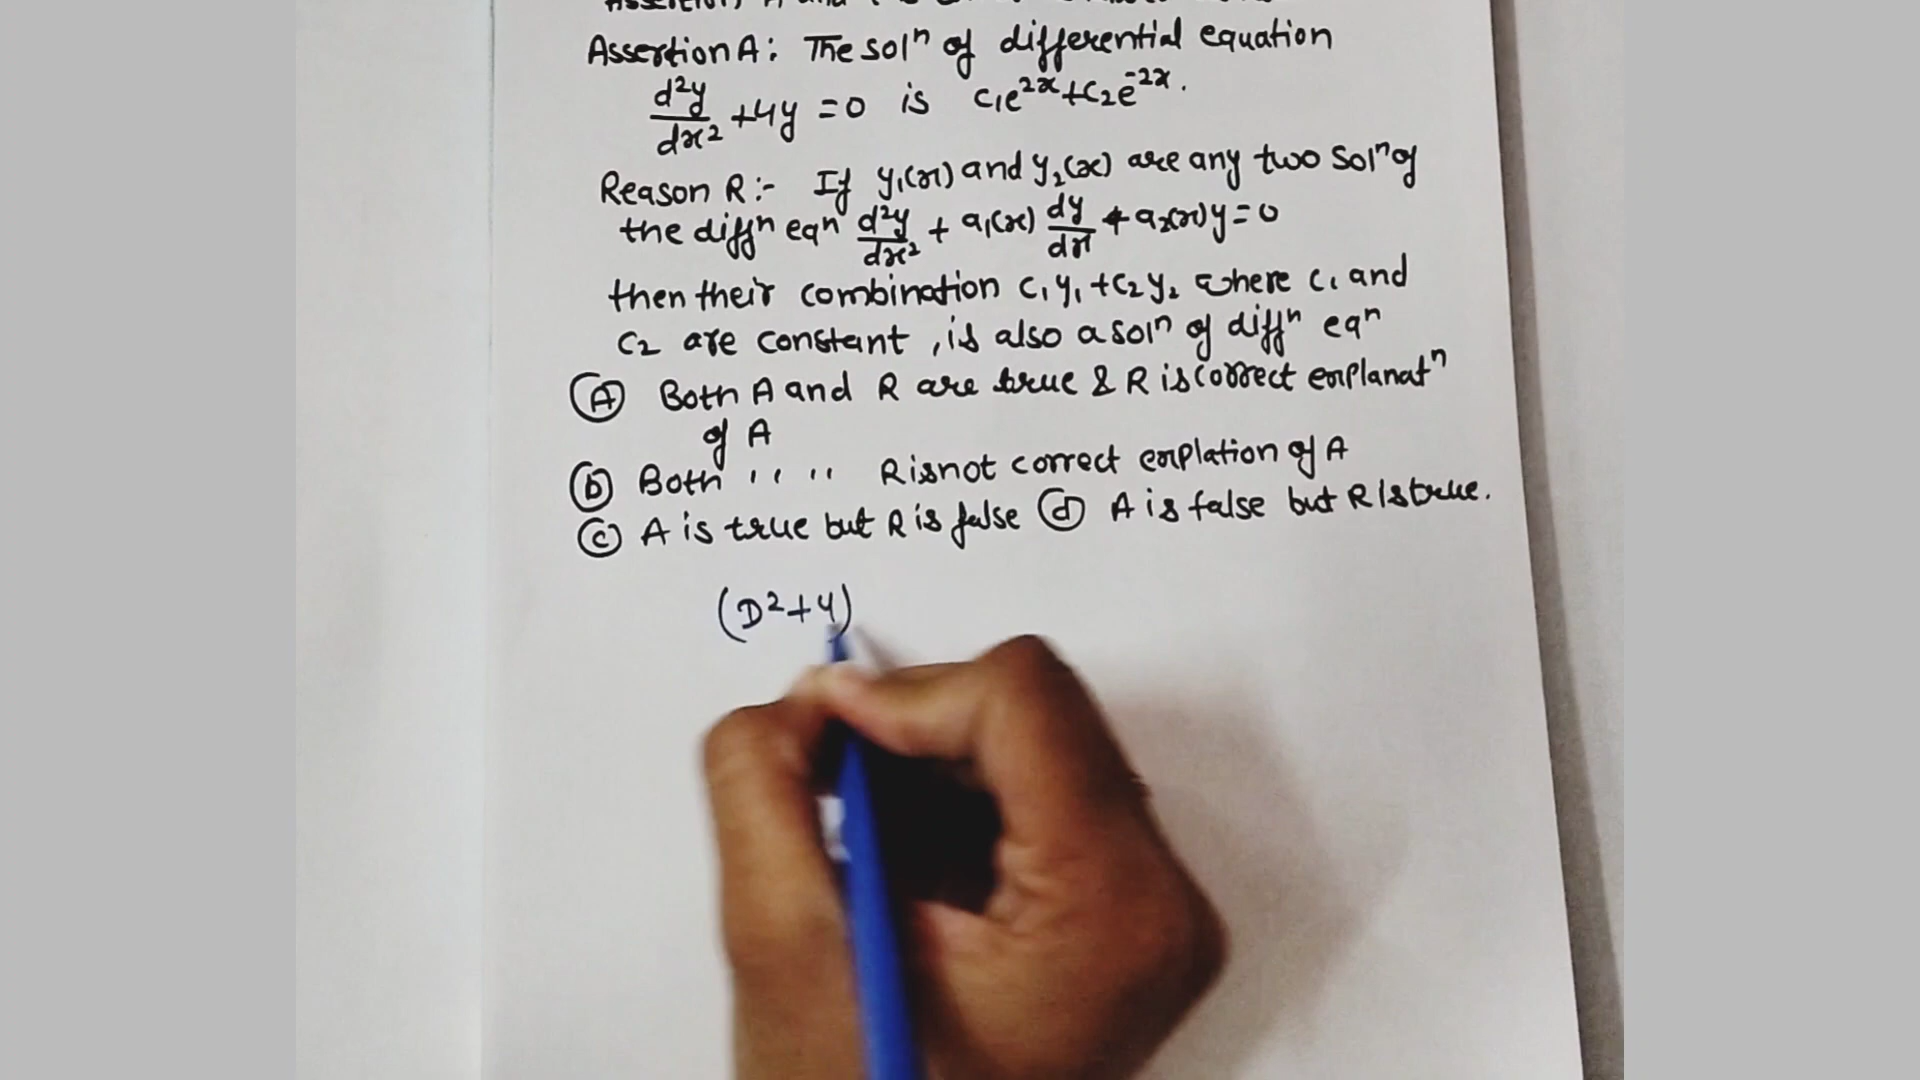 Assertion A: The solⁿ of differential equation
d²y/dx² +4y =0 is c₁e²ˣ+c₂e⁻²ˣ.
Reason R:- If y₁(x) and y₂(x) are any two solⁿ of
the diffⁿ eqⁿ d²y/dx² + a₁(x) dy/dx + a₂(x)y=0
then their combination c₁y₁+c₂y₂ where c₁ and
c₂ are constant, is also a solⁿ of diffⁿ eqⁿ
(A) Both A and R are true & R is correct explanatⁿ
of A
(b) Both '' '' R is not correct explation of A
(c) A is true but R is false (d) A is false but R is true.
(D²+4)